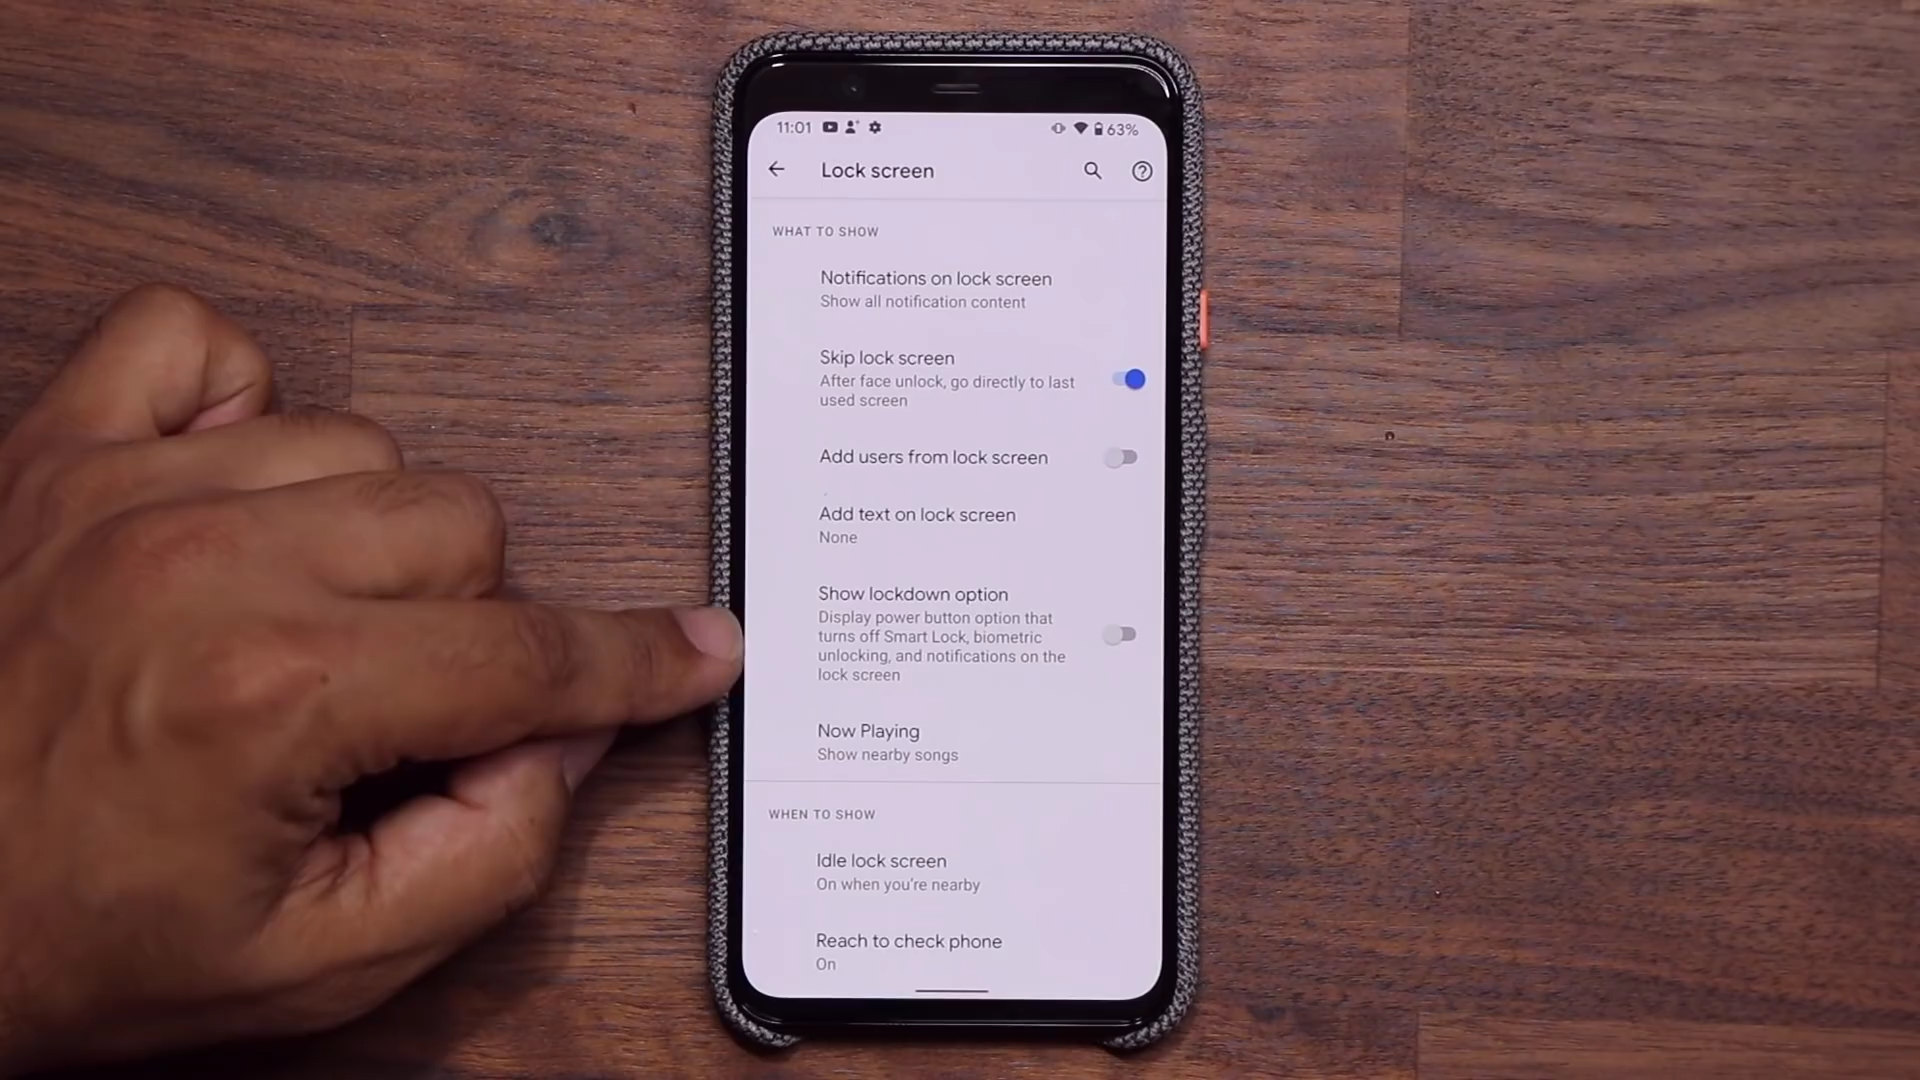 11:01 63%
Lock screen
WHAT TO SHOW
Notifications on lock screen
Show all notification content
Skip lock screen
After face unlock, go directly to last
used screen
Add users from lock screen
Add text on lock screen
None
Show lockdown option
Display power button option that
turns off Smart Lock, biometric
unlocking, and notifications on the
lock screen
Now Playing
Show nearby songs
WHEN TO SHOW
Idle lock screen
On when you're nearby
Reach to check phone
On